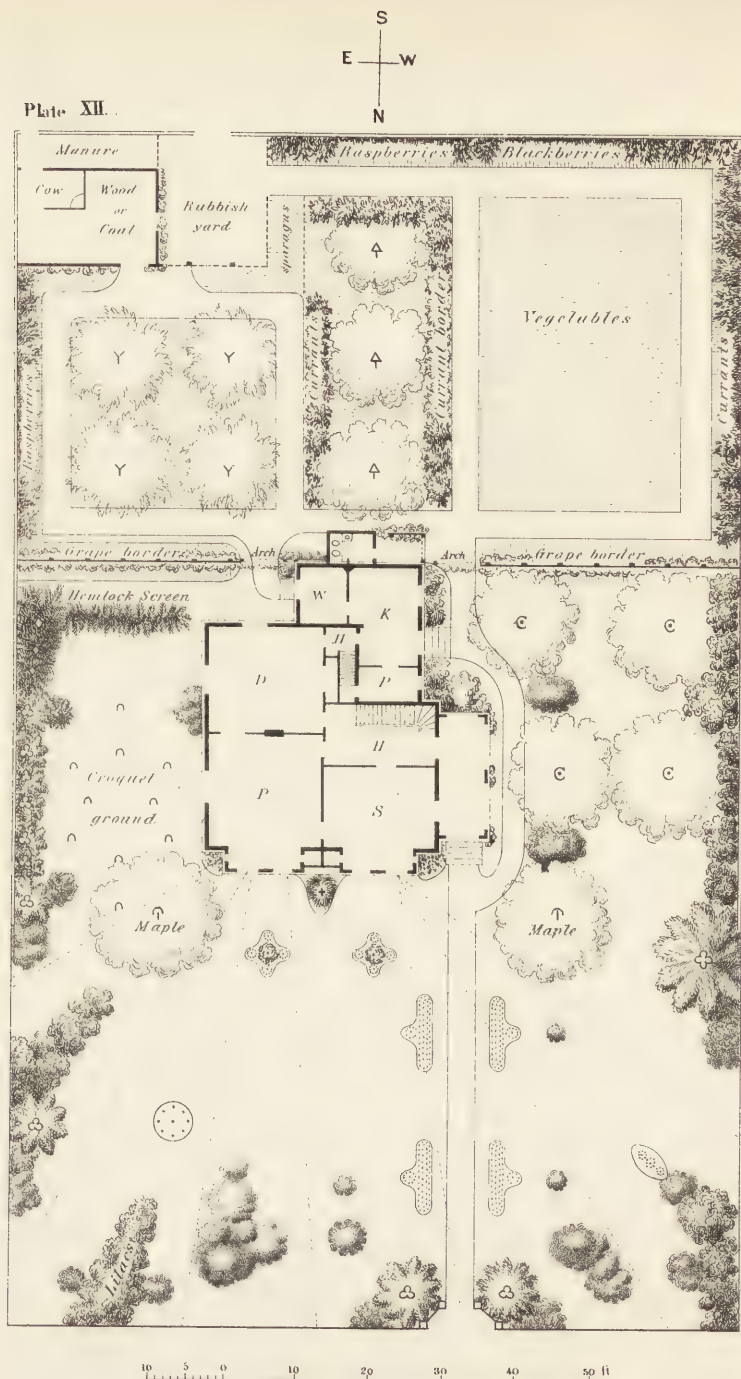 S
E W
N
Plate XII.
Manure
Raspberries Blackberries
Cow
Wood
or
Coal
Rubbish
yard
sparagus
Currants
Currant border
Vegetables
Currants
Raspberries
Grape border
Arch
Arch
Grape border
Hemlock Screen
W
K
H
D
P
H
P
S
Croquet
ground
Maple
Maple
lilacs
10 5 0 10 20 30 40 50 ft